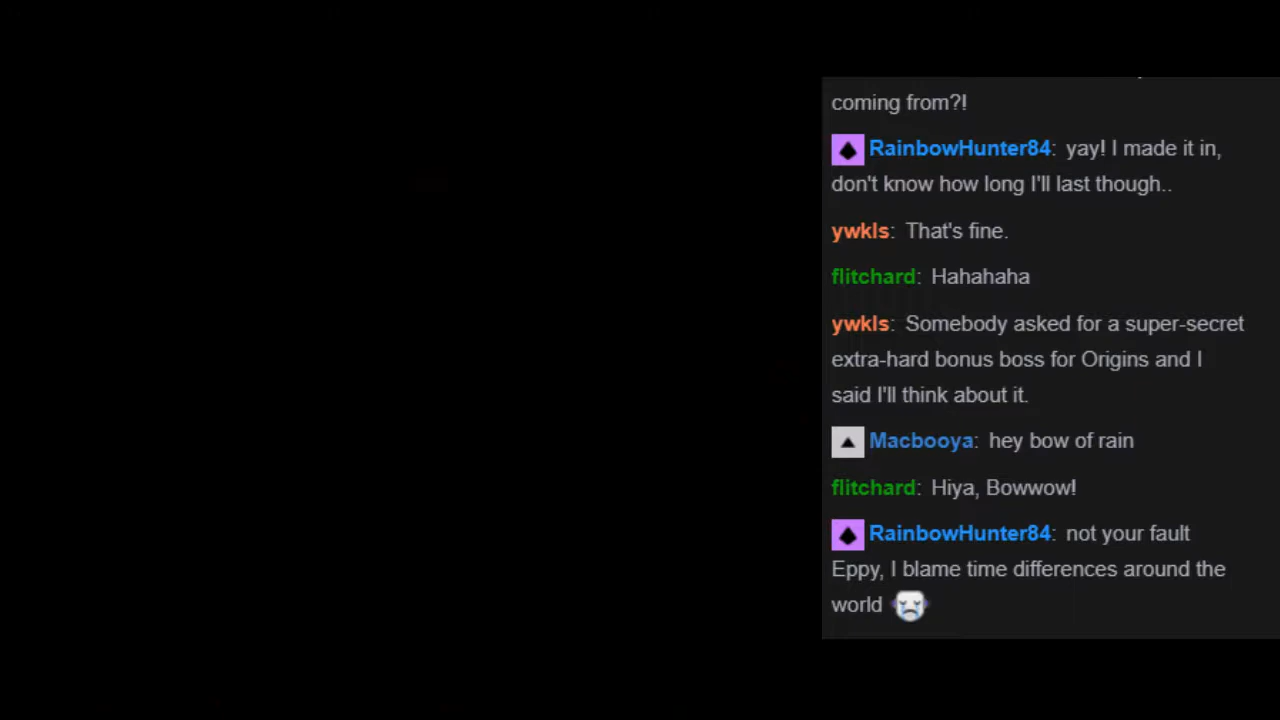 coming from?!
RainbowHunter84: yay! I made it in,
don't know how long I'll last though..
ywkls: That's fine.
flitchard: Hahahaha
ywkls: Somebody asked for a super-secret
extra-hard bonus boss for Origins and I
said I'll think about it.
Macbooya: hey bow of rain
flitchard: Hiya, Bowwow!
RainbowHunter84: not your fault
Eppy, I blame time differences around the
world